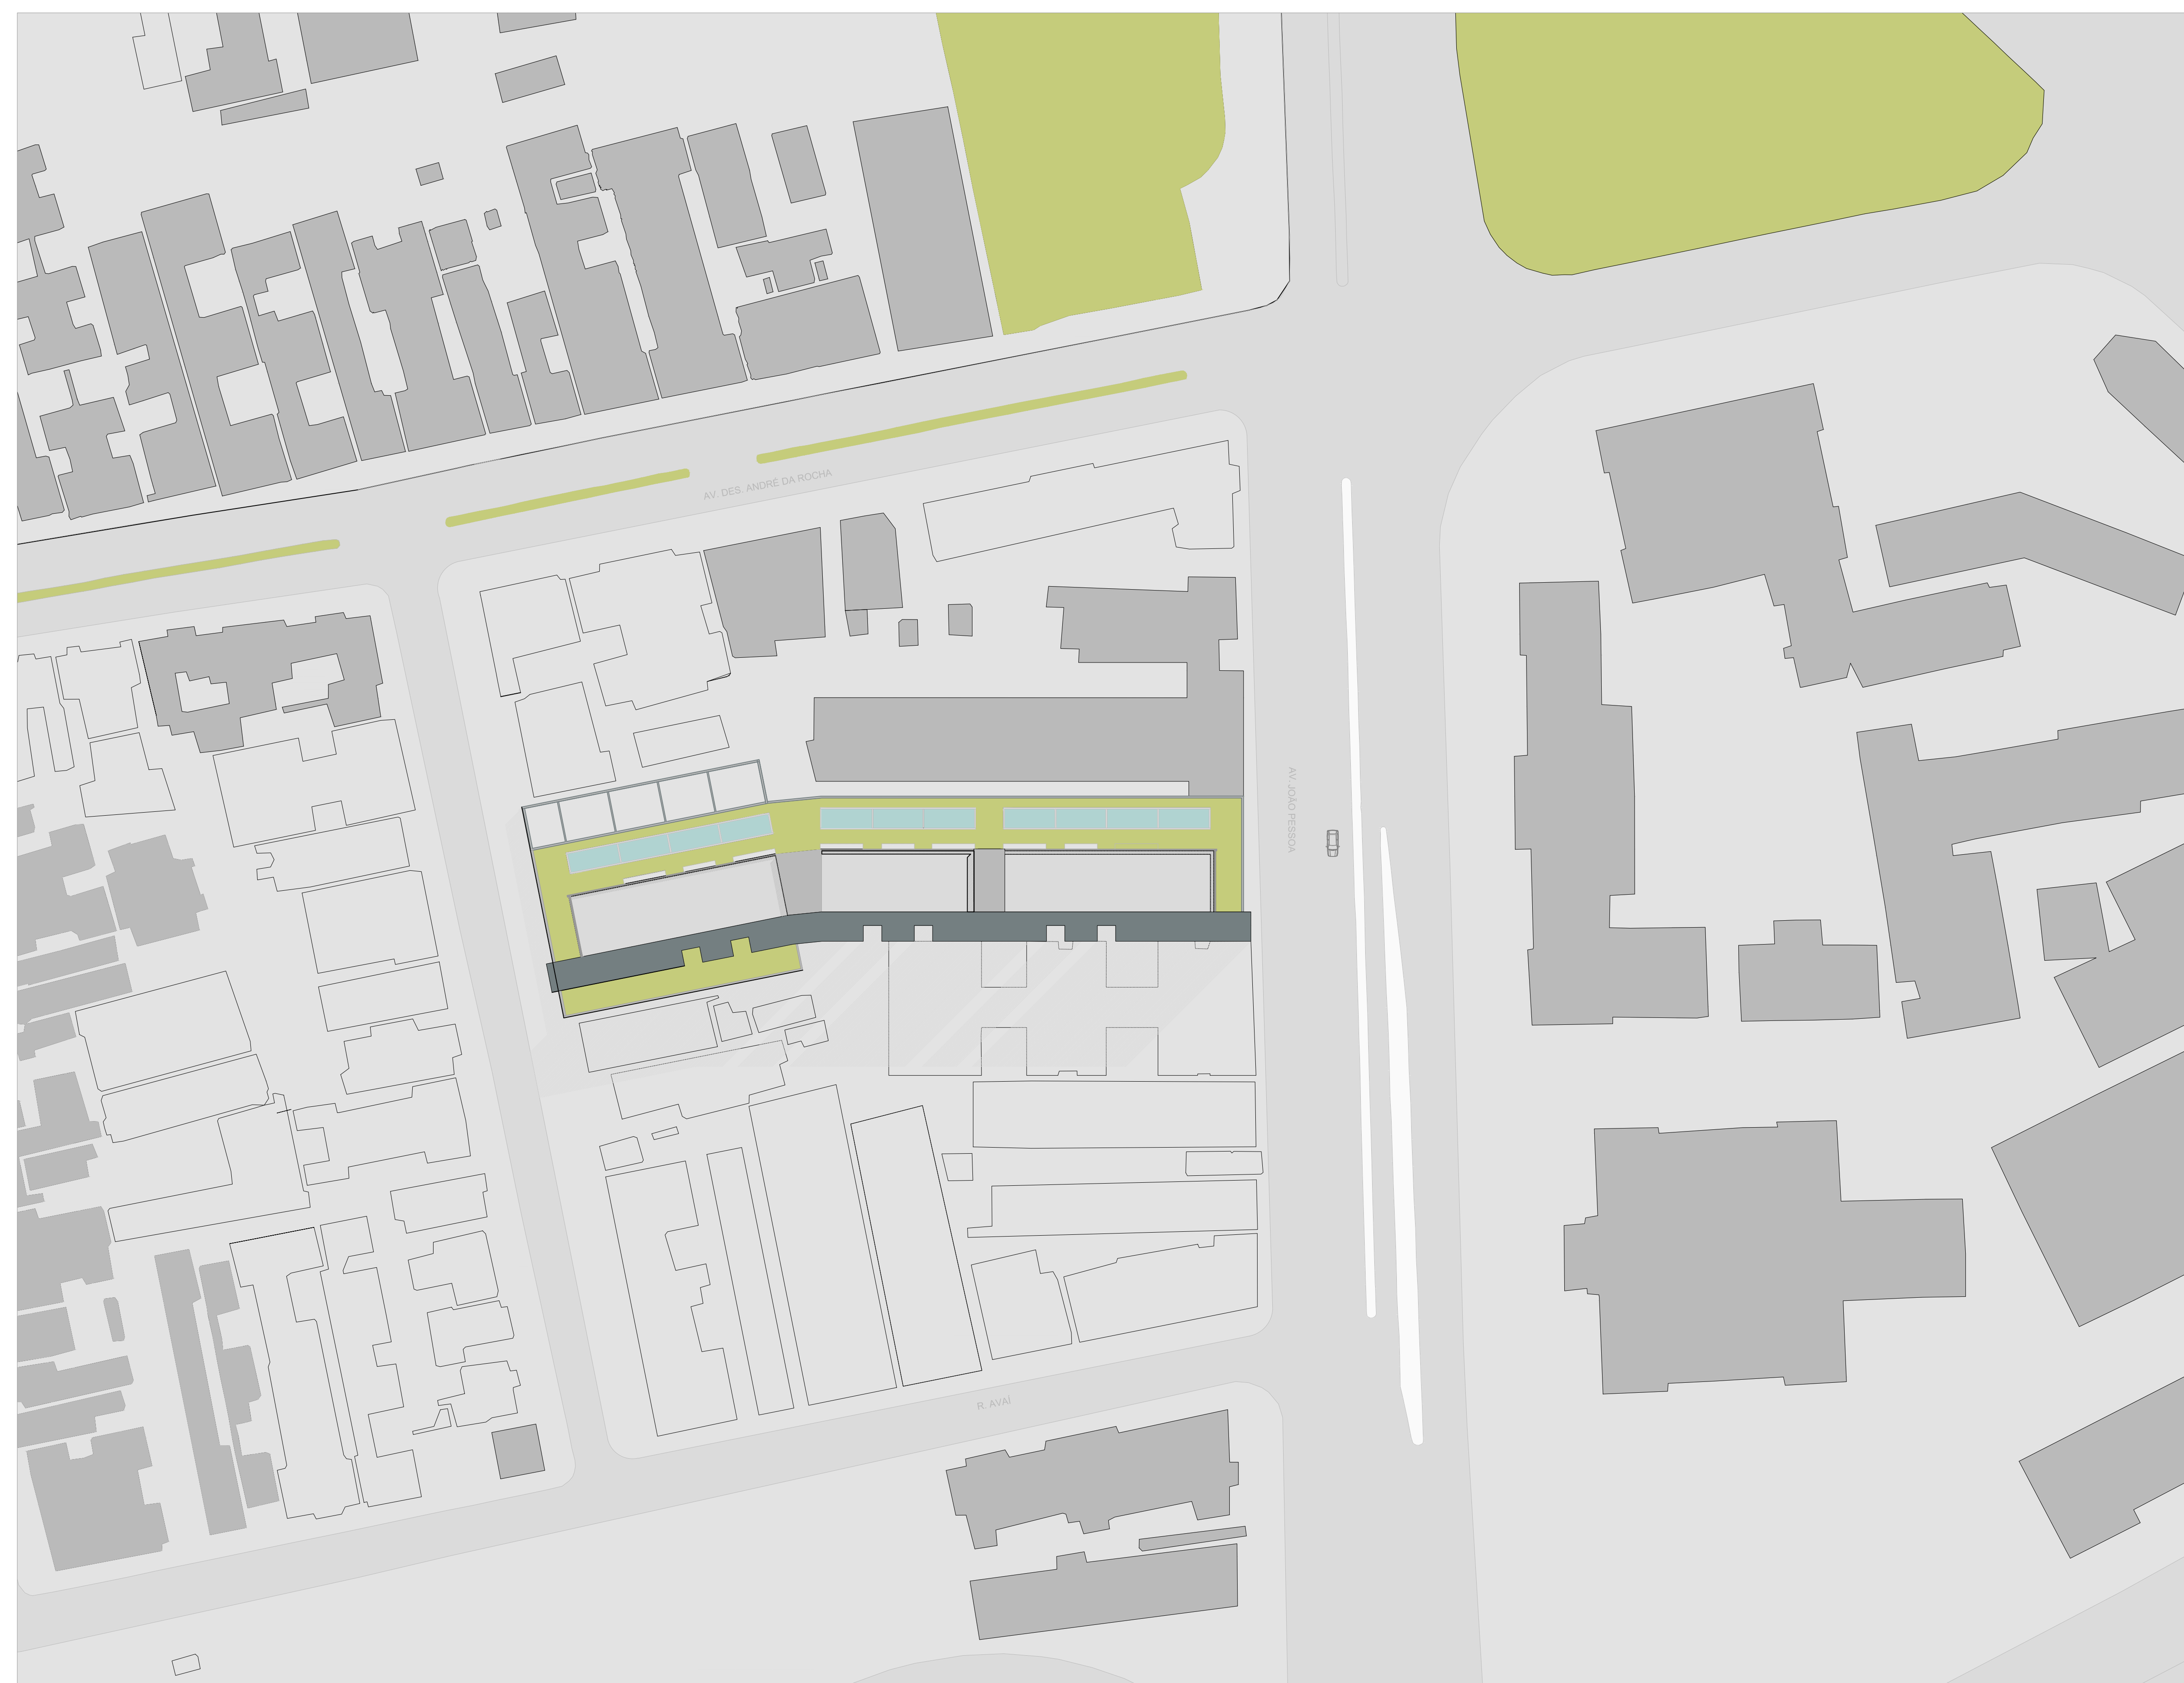 AV. DES. ANDRÉ DA ROCHA
AV. JOÃO PESSOA
R. AVAÍ